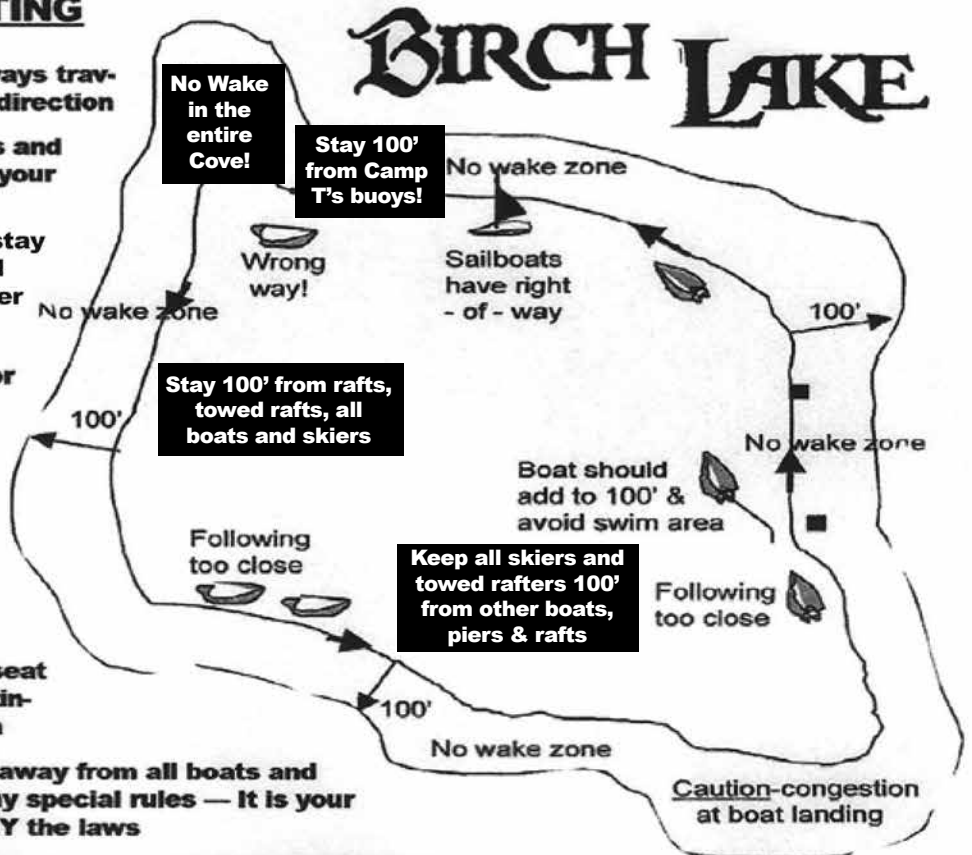 TING
BIRCH LAKE
ays trav-
direction
s and
your
stay
er
or
No Wake
in the
entire
Cove!
Stay 100'
from Camp
T's buoys!
No wake zone
Wrong
way!
Sailboats
have right
- of - way
100'
No wake zone
Stay 100' from rafts,
towed rafts, all
boats and skiers
100'
No wake zone
Boat should
add to 100' &
avoid swim area
Following
too close
Keep all skiers and
towed rafters 100'
from other boats,
piers & rafts
Following
too close
seat
in-
100'
No wake zone
away from all boats and
y special rules — It is your
Y the laws
Caution-congestion
at boat landing